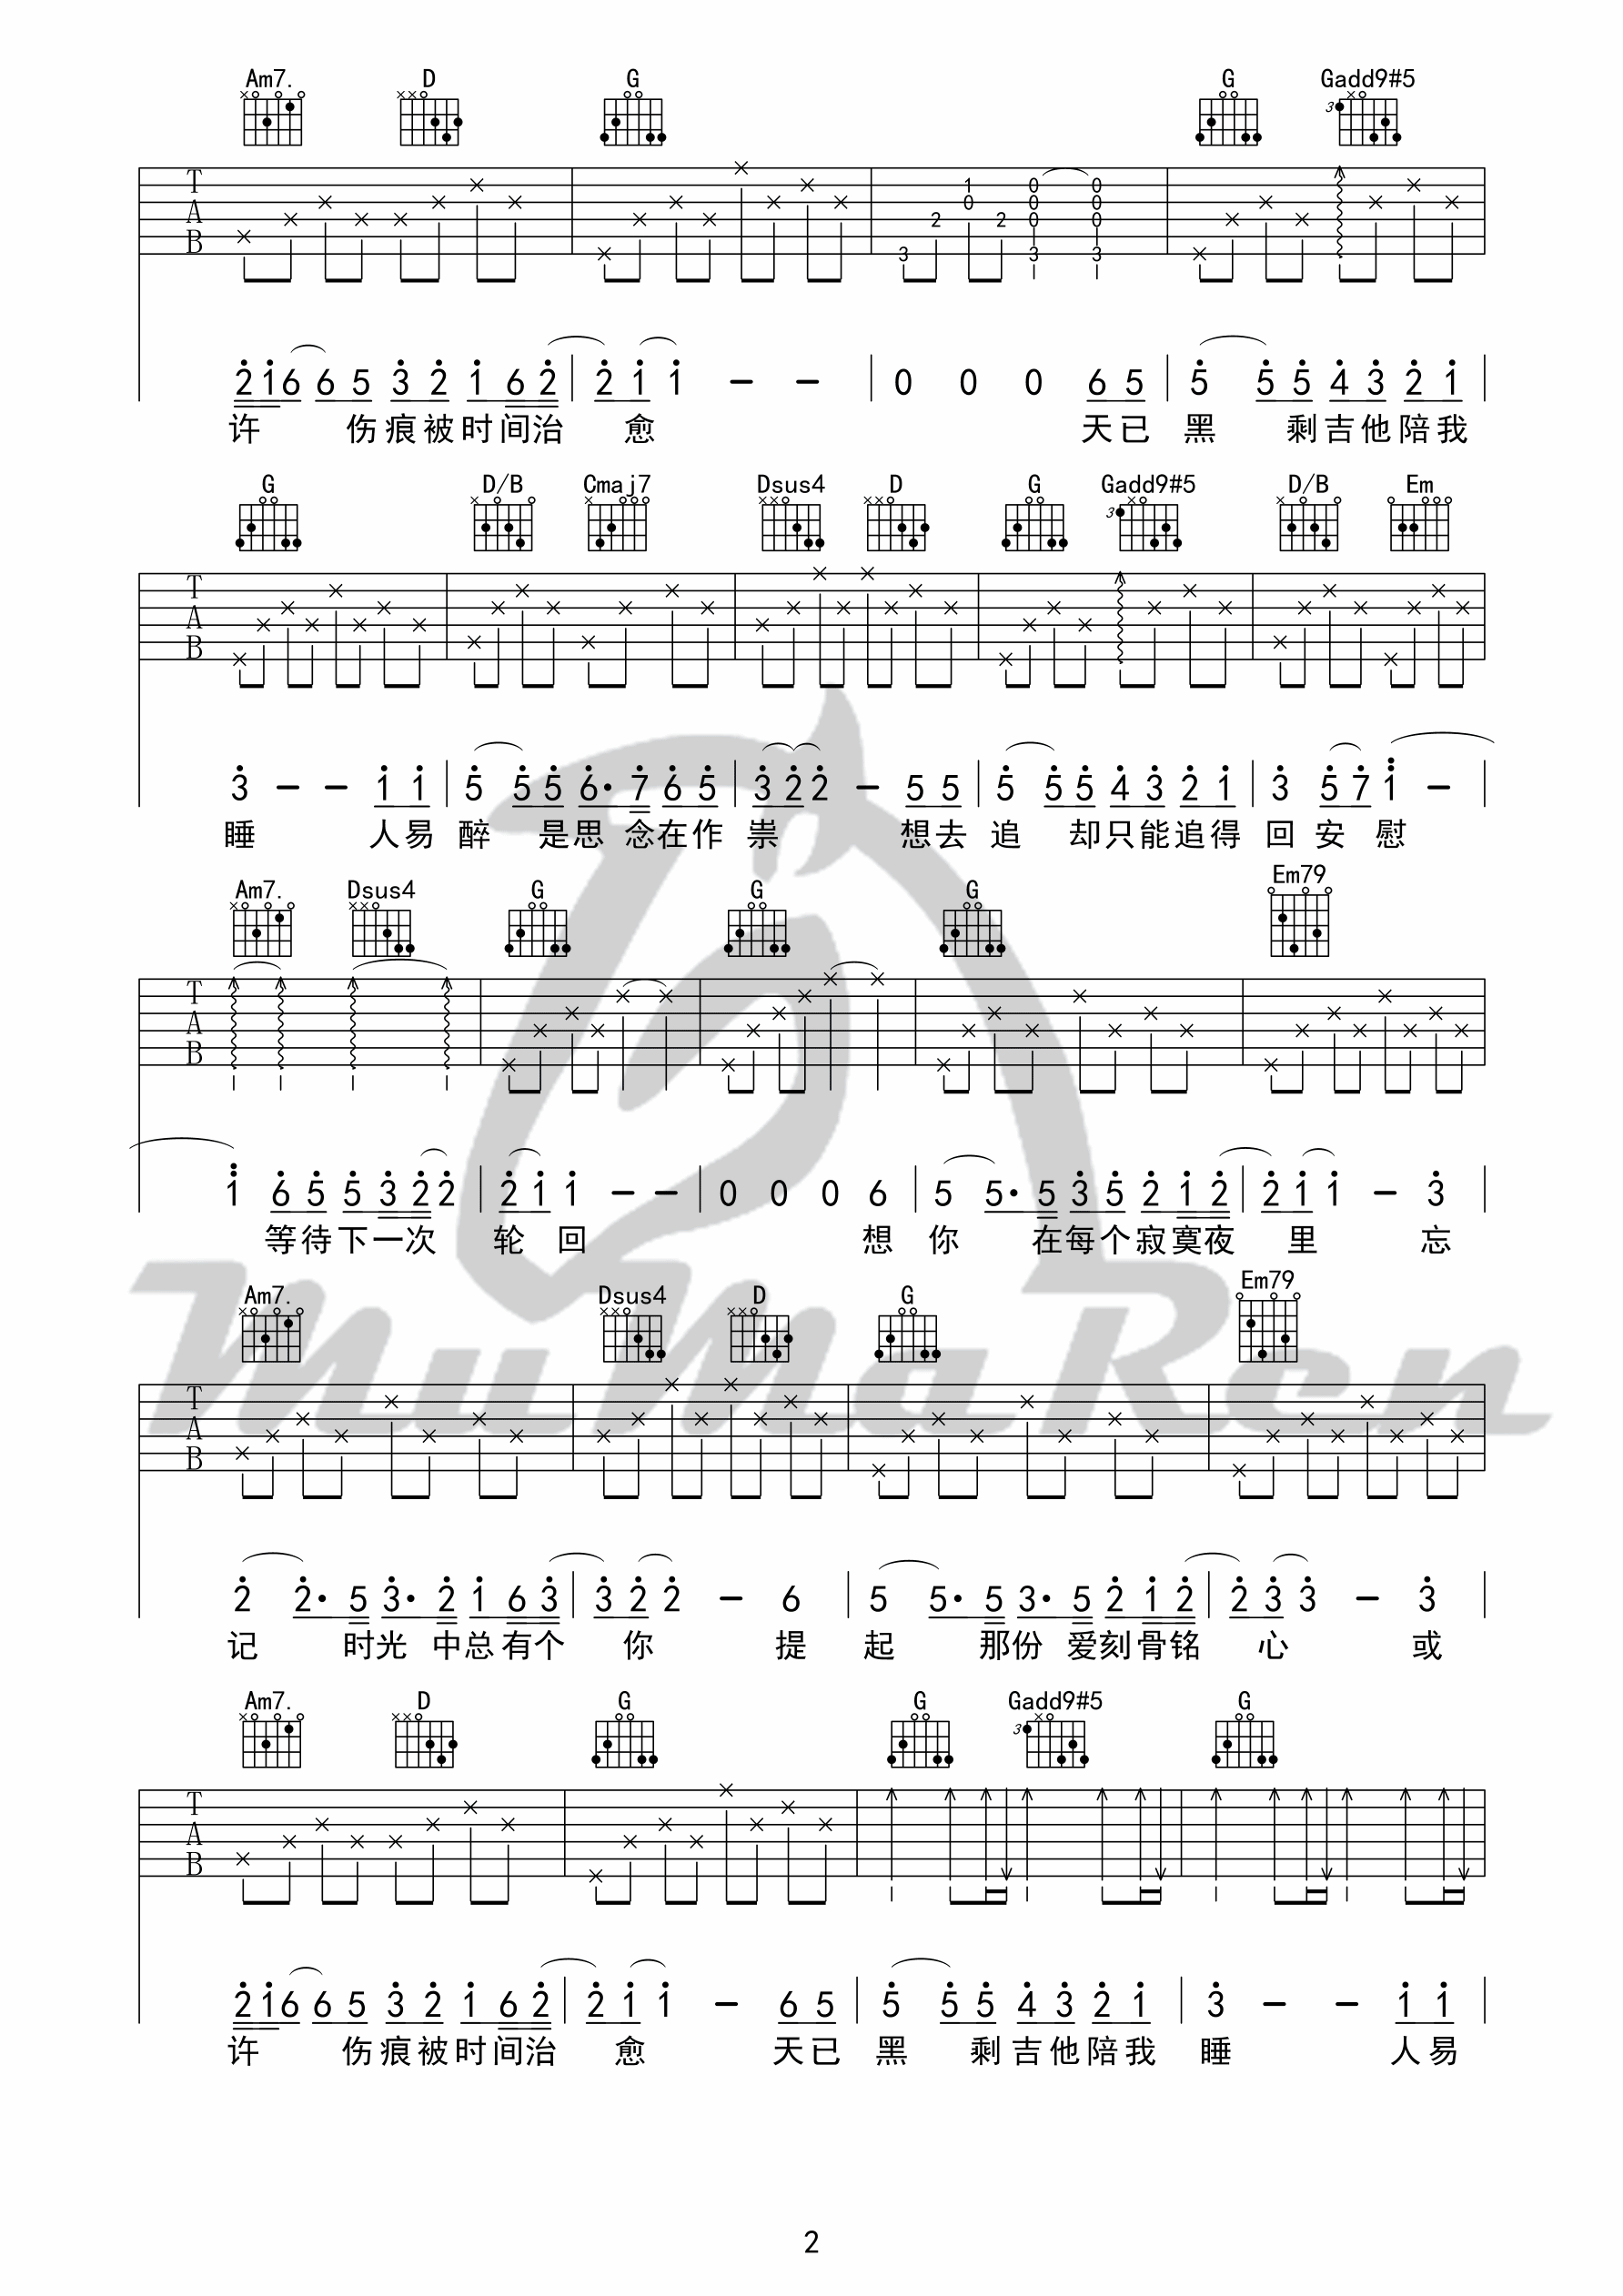 Am7. D G G Gadd9#5
T A B
3 2 1 0 2 0 0 0 3 0 0 0 3
3
2 1 6 6 5 3 2 1 6 2 | 2 1 1 - - | 0 0 0 6 5 | 5 5 5 4 3 2 1
许 伤痕被时间治 愈 天已 黑 剩吉他陪我
G D/B Cmaj7 Dsus4 D G Gadd9#5 D/B Em
3
T A B
3 - - 1 1 | 5 5 5 6· 7 6 5 | 3 2 2 - 5 5 | 5 5 5 4 3 2 1 | 3 5 7 1 -
睡 人易 醉 是思 念在作 祟 想去 追 却只能追得 回 安 慰
Am7. Dsus4 G G G Em79
T A B
1 6 5 5 3 2 2 | 2 1 1 - - | 0 0 0 6 | 5 5· 5 3 5 2 1 2 | 2 1 1 - 3
等待下一次 轮 回 想 你 在每个寂寞夜 里 忘
Am7. Dsus4 D G Em79
T A B
2 2· 5 3· 2 1 6 3 | 3 2 2 - 6 | 5 5· 5 3· 5 2 1 2 | 2 3 3 - 3
记 时光 中总有个 你 提 起 那份 爱刻骨铭 心 或
Am7. D G G Gadd9#5 G
3
T A B
2 1 6 6 5 3 2 1 6 2 | 2 1 1 - 6 5 | 5 5 5 4 3 2 1 | 3 - - 1 1
许 伤痕被时间治 愈 天已 黑 剩吉他陪我 睡 人易
MuMaRen
2